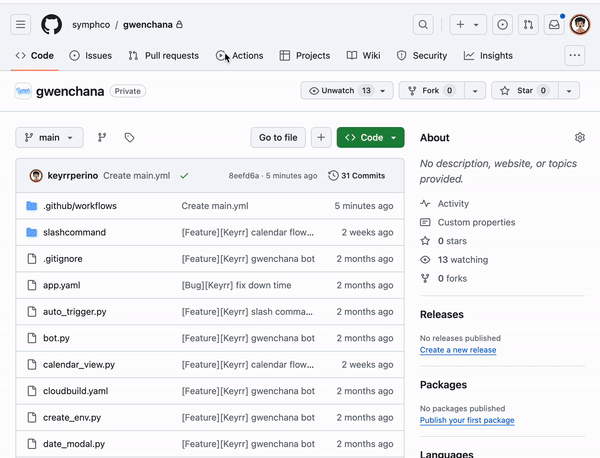 symphco / gwenchana
Code Issues Pull requests Actions Projects Wiki Security Insights
gwenchana Private
Unwatch 13 Fork 0 Star 0
main
Go to file
Code
keyrrperino Create main.yml 8eefd6a · 5 minutes ago 31 Commits
.github/workflows Create main.yml 5 minutes ago
slashcommand [Feature][Keyrr] calendar flow... 2 weeks ago
.gitignore [Feature][Keyrr] gwenchana bot 2 months ago
app.yaml [Bug][Keyrr] fix down time 2 months ago
auto_trigger.py [Feature][Keyrr] slash comma... 2 months ago
bot.py [Feature][Keyrr] gwenchana bot 2 months ago
calendar_view.py [Feature][Keyrr] calendar flow... 2 weeks ago
cloudbuild.yaml [Feature][Keyrr] gwenchana bot 2 months ago
create_env.py [Feature][Keyrr] gwenchana bot 2 months ago
date_modal.py [Feature][Keyrr] gwenchana bot 2 months ago
About
No description, website, or topics
provided.
Activity
Custom properties
0 stars
13 watching
0 forks
Releases
No releases published
Create a new release
Packages
No packages published
Publish your first package
Languages